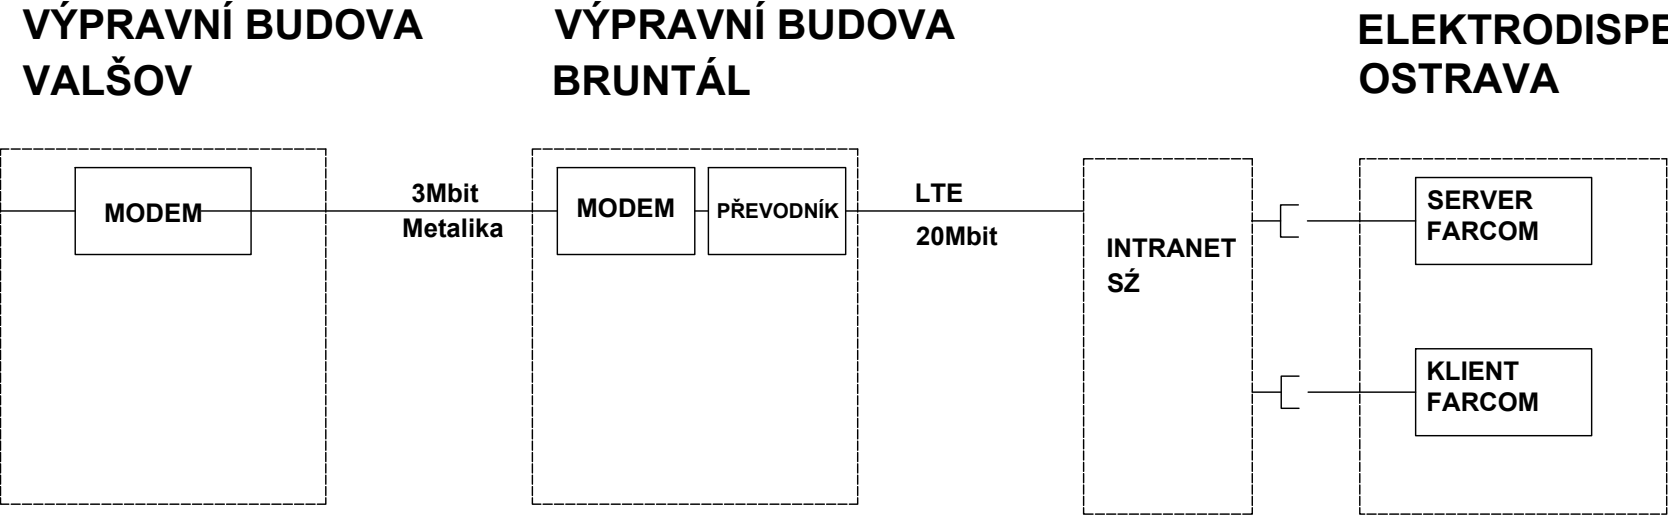 VÝPRAVNÍ BUDOVA
VALŠOV
VÝPRAVNÍ BUDOVA
BRUNTÁL
ELEKTRODISPE
OSTRAVA
MODEM
3Mbit
Metalika
MODEM
PŘEVODNÍK
LTE
20Mbit
INTRANET
SŹ
SERVER
FARCOM
KLIENT
FARCOM